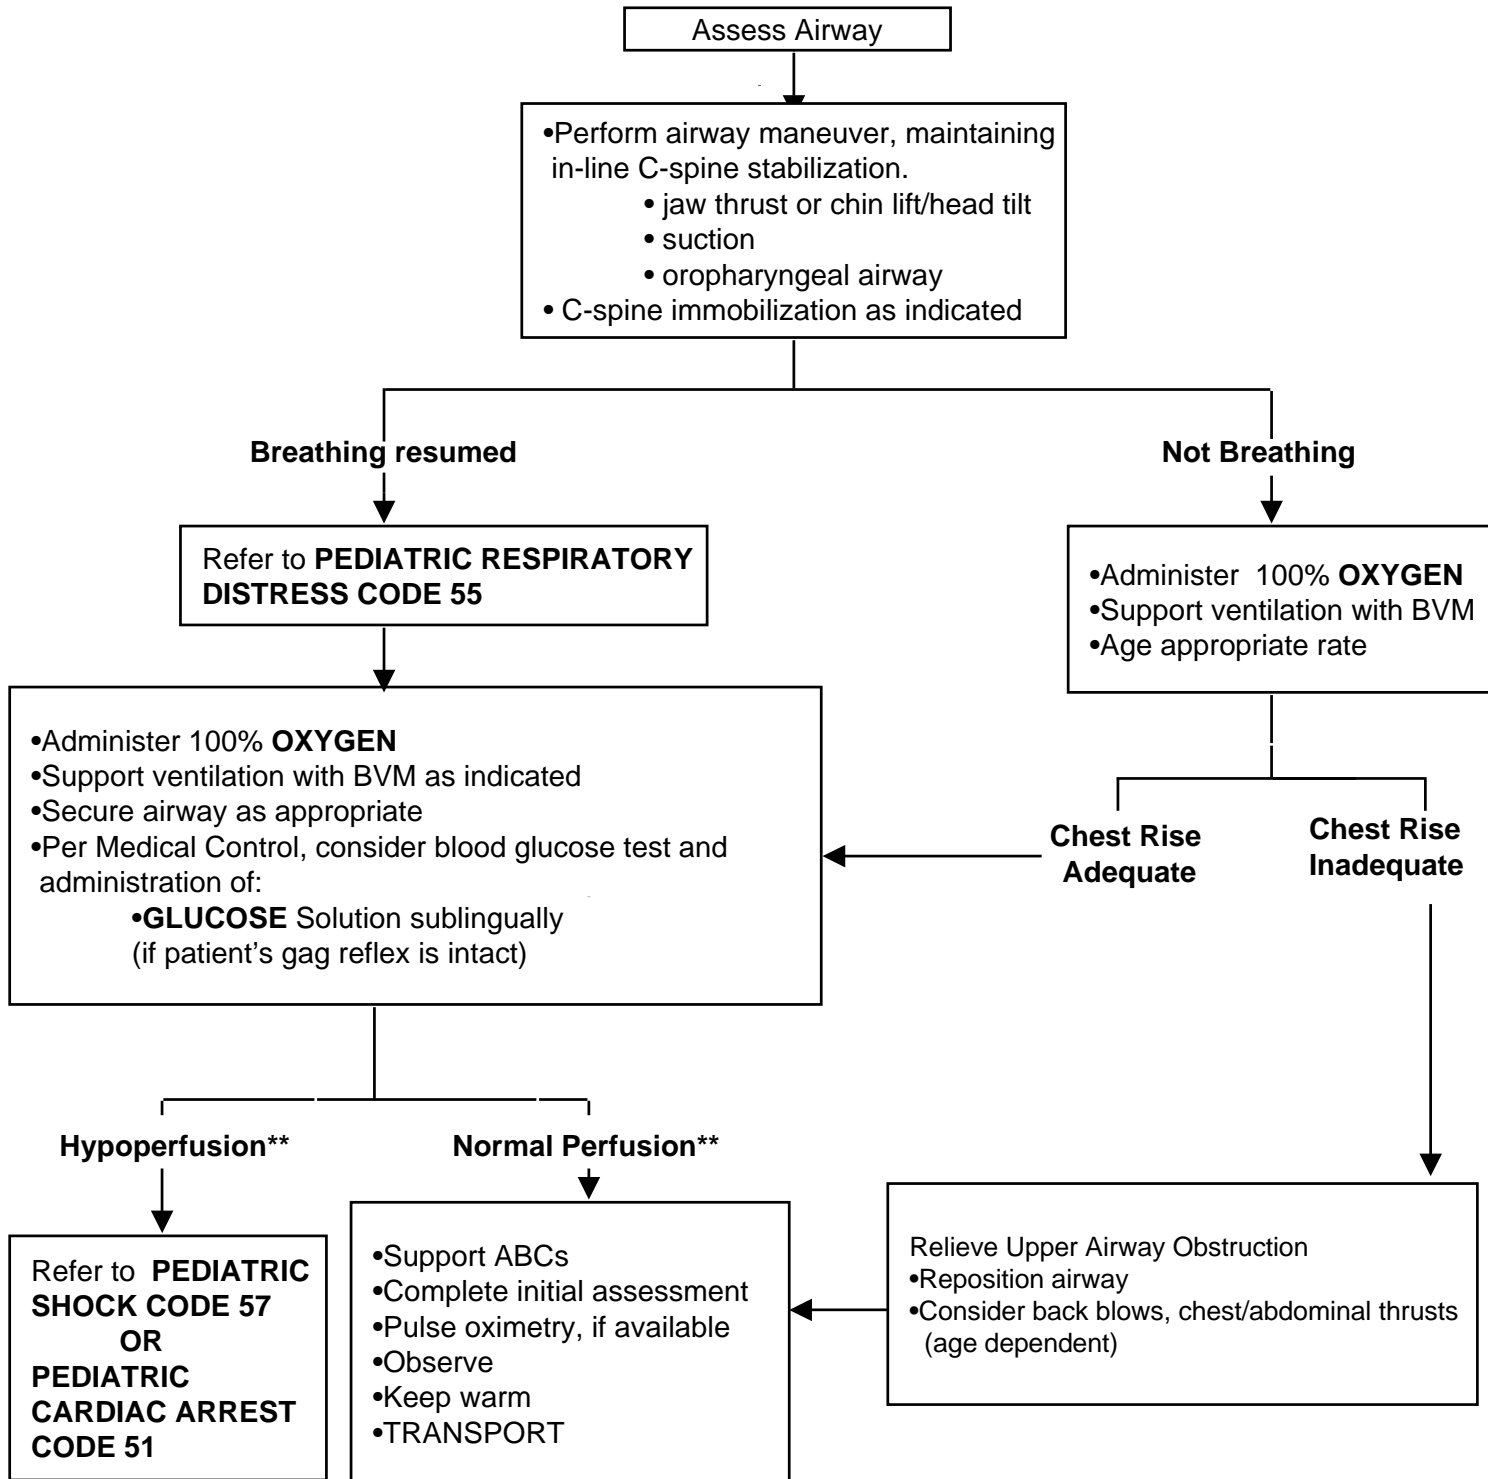 Assess Airway
•Perform airway maneuver, maintaining
in-line C-spine stabilization.
• jaw thrust or chin lift/head tilt
• suction
• oropharyngeal airway
• C-spine immobilization as indicated
Breathing resumed
Not Breathing
Refer to PEDIATRIC RESPIRATORY
DISTRESS CODE 55
•Administer 100% OXYGEN
•Support ventilation with BVM
•Age appropriate rate
•Administer 100% OXYGEN
•Support ventilation with BVM as indicated
•Secure airway as appropriate
•Per Medical Control, consider blood glucose test and
administration of:
•GLUCOSE Solution sublingually
(if patient's gag reflex is intact)
Chest Rise
Adequate
Chest Rise
Inadequate
Hypoperfusion**
Normal Perfusion**
Refer to PEDIATRIC
SHOCK CODE 57
OR
PEDIATRIC
CARDIAC ARREST
CODE 51
•Support ABCs
•Complete initial assessment
•Pulse oximetry, if available
•Observe
•Keep warm
•TRANSPORT
Relieve Upper Airway Obstruction
•Reposition airway
•Consider back blows, chest/abdominal thrusts
(age dependent)